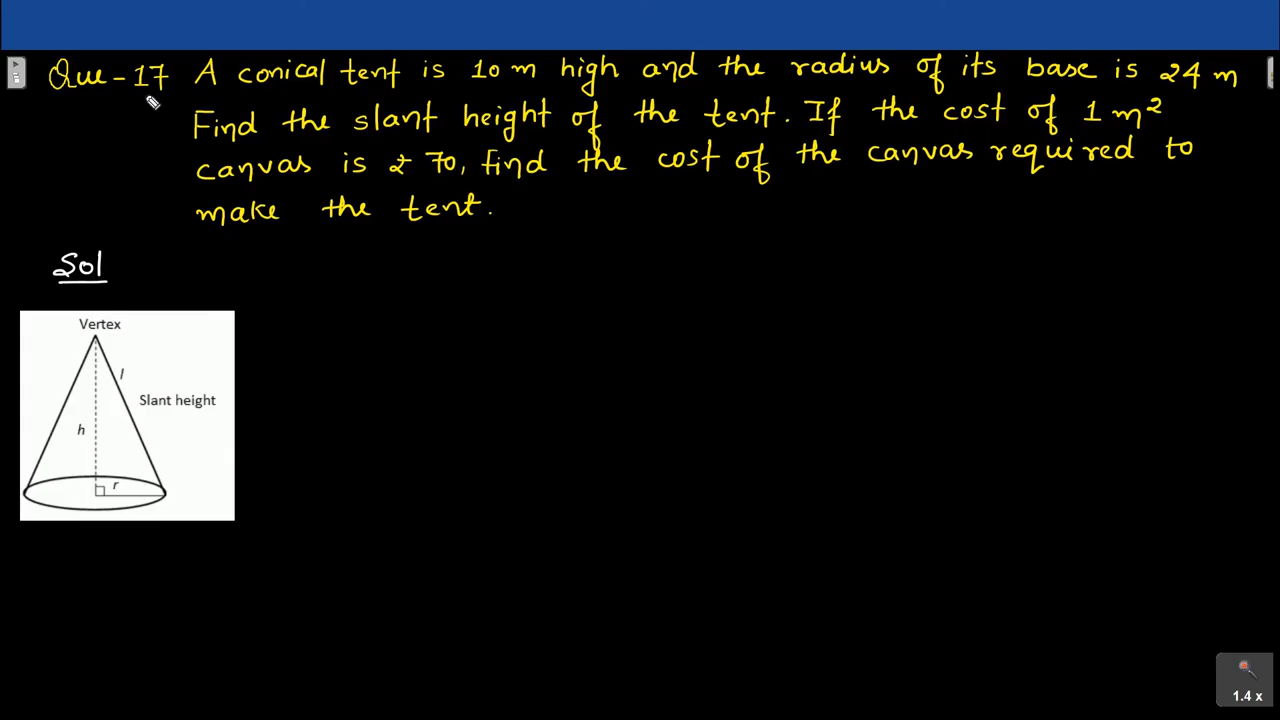 Que-17 A conical tent is 10 m high and the radius of its base is 24 m
Find the slant height of the tent. If the cost of 1 m²
canvas is ₹ 70, find the cost of the canvas required to
make the tent.
Sol
Vertex
l
Slant height
h
r
1.4 x